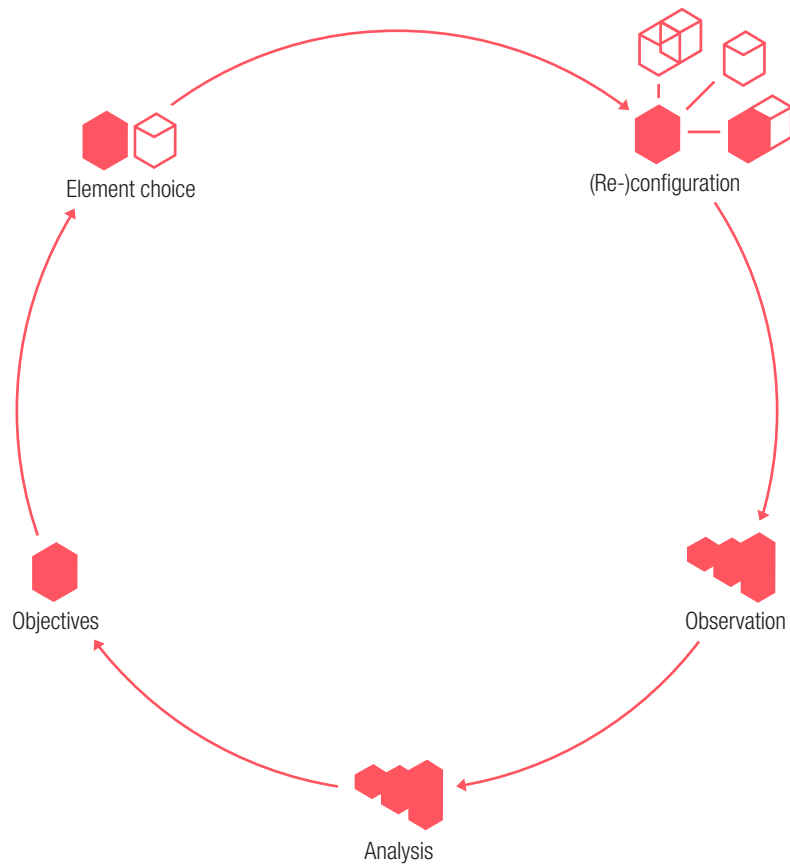 Element choice
(Re-)configuration
Objectives
Observation
Analysis